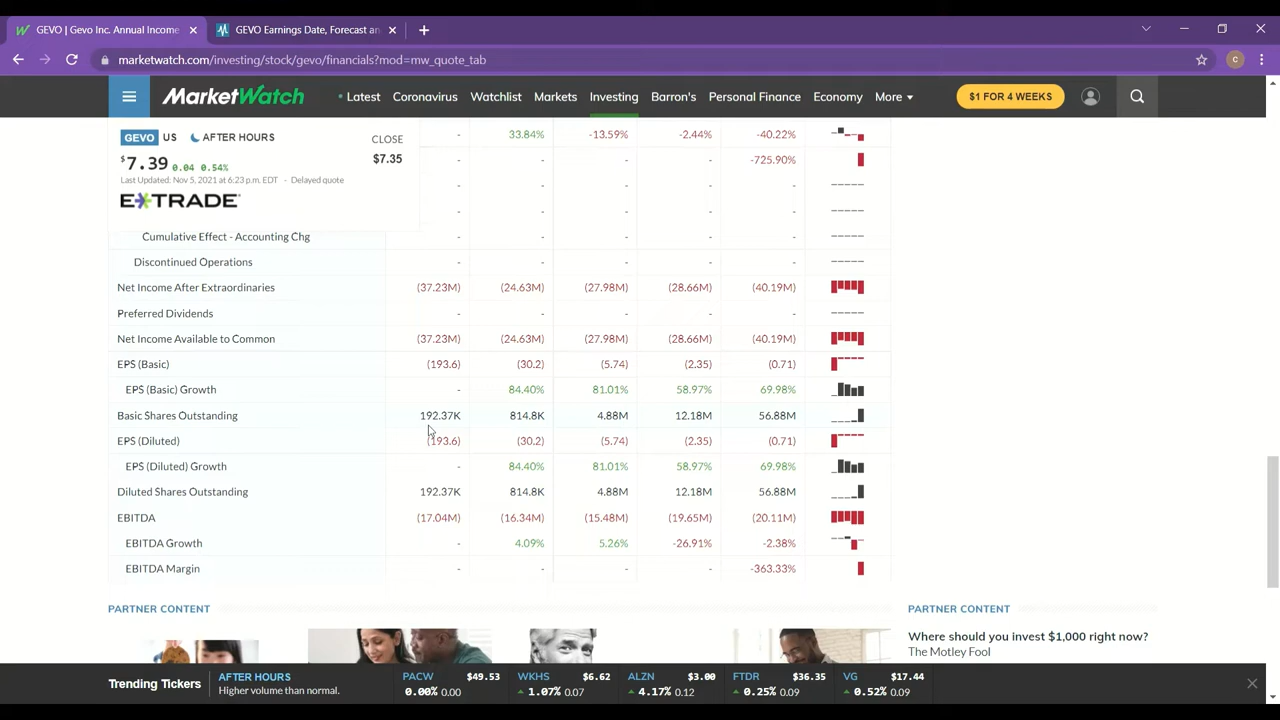 GEVO | Gevo Inc. Annual Income
GEVO Earnings Date, Forecast an
marketwatch.com/investing/stock/gevo/financials?mod=mw_quote_tab
C
MarketWatch
Latest Coronavirus Watchlist Markets Investing Barron's Personal Finance Economy More
$1 FOR 4 WEEKS
GEVO US AFTER HOURS
CLOSE
$7.39 0.04 0.54%
$7.35
Last Updated: Nov 5, 2021 at 6:23 p.m. EDT - Delayed quote
E*TRADE
- 33.84% -13.59% -2.44% -40.22%
- - - - -725.90%
- - - - -
- - - - -
Cumulative Effect - Accounting Chg - - - - -
Discontinued Operations - - - - -
Net Income After Extraordinaries (37.23M) (24.63M) (27.98M) (28.66M) (40.19M)
Preferred Dividends - - - - -
Net Income Available to Common (37.23M) (24.63M) (27.98M) (28.66M) (40.19M)
EPS (Basic) (193.6) (30.2) (5.74) (2.35) (0.71)
EPS (Basic) Growth - 84.40% 81.01% 58.97% 69.98%
Basic Shares Outstanding 192.37K 814.8K 4.88M 12.18M 56.88M
EPS (Diluted) (193.6) (30.2) (5.74) (2.35) (0.71)
EPS (Diluted) Growth - 84.40% 81.01% 58.97% 69.98%
Diluted Shares Outstanding 192.37K 814.8K 4.88M 12.18M 56.88M
EBITDA (17.04M) (16.34M) (15.48M) (19.65M) (20.11M)
EBITDA Growth - 4.09% 5.26% -26.91% -2.38%
EBITDA Margin - - - - -363.33%
PARTNER CONTENT
PARTNER CONTENT
Where should you invest $1,000 right now?
The Motley Fool
Trending Tickers
AFTER HOURS
Higher volume than normal.
PACW $49.53
0.00% 0.00
WKHS $6.62
1.07% 0.07
ALZN $3.00
4.17% 0.12
FTDR $36.35
0.25% 0.09
VG $17.44
0.52% 0.09